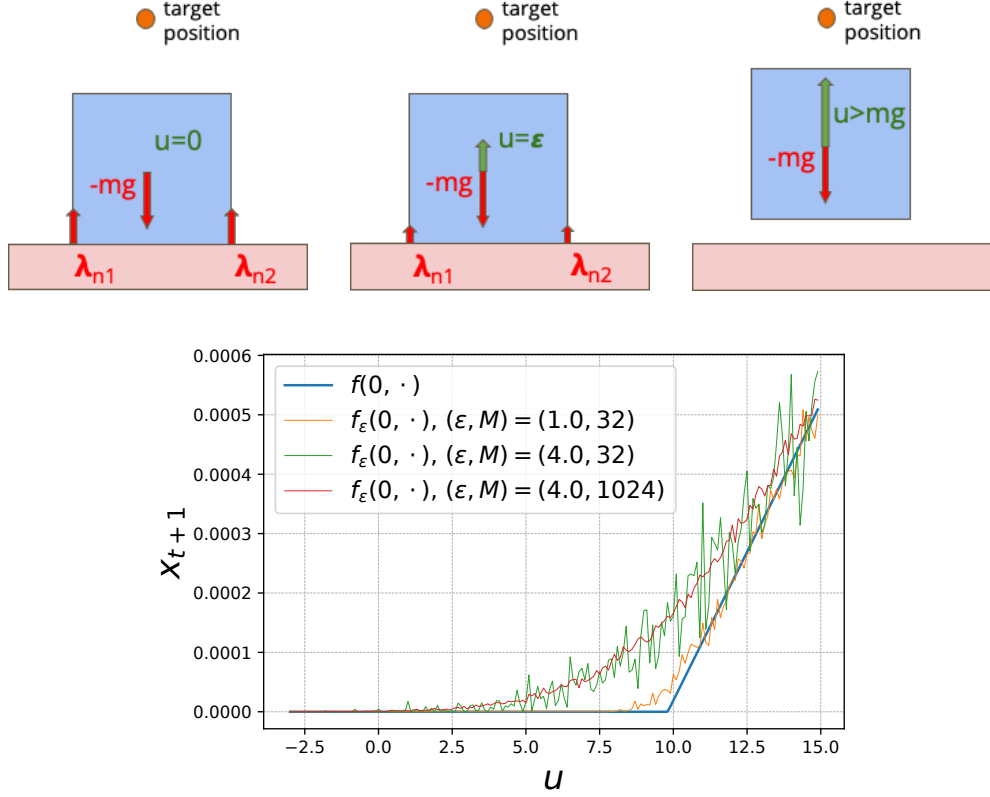 target
position
target
position
target
position
u=0
-mg
λn1
λn2
u=ε
-mg
λn1
λn2
u>mg
-mg
0.0006
0.0005
0.0004
0.0003
0.0002
0.0001
0.0000
xt+1
f(0, ·)
fε(0, ·), (ε, M) = (1.0, 32)
fε(0, ·), (ε, M) = (4.0, 32)
fε(0, ·), (ε, M) = (4.0, 1024)
−2.5
0.0
2.5
5.0
7.5
10.0
12.5
15.0
u